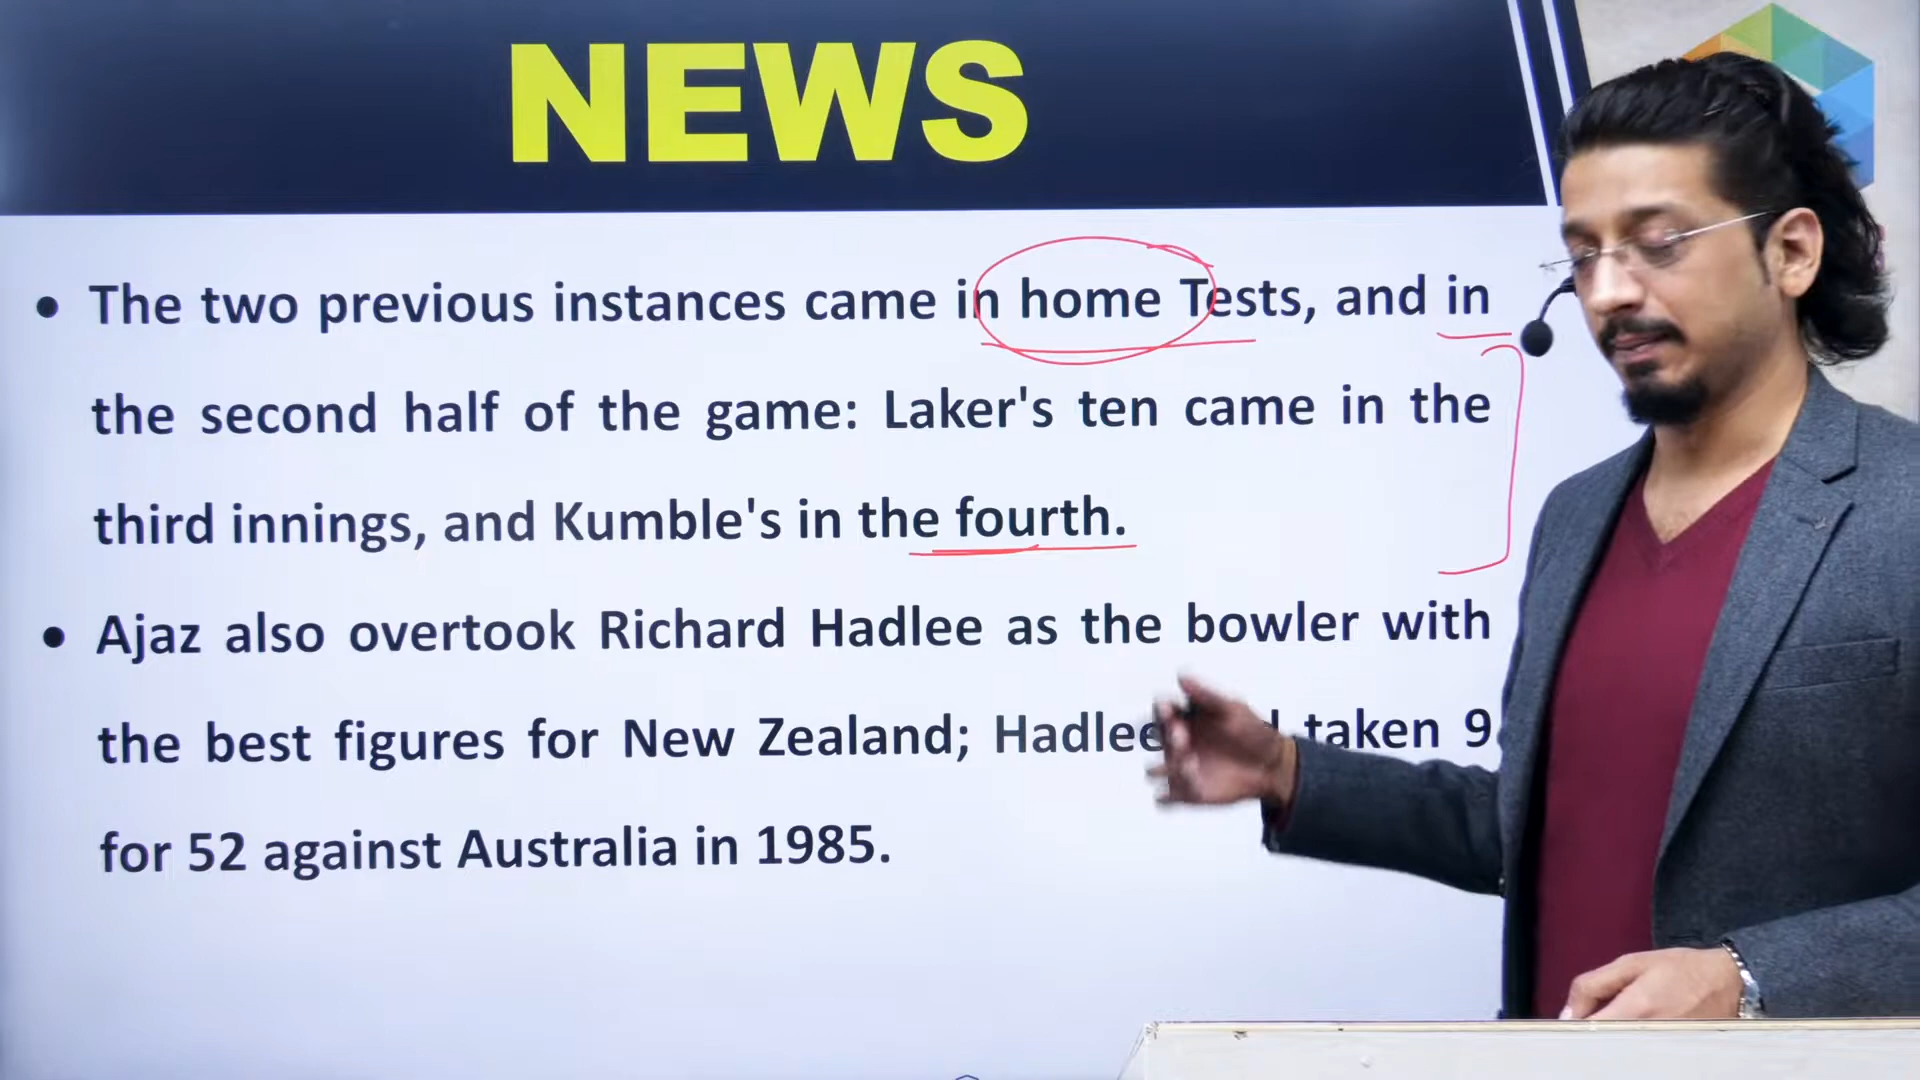 NEWS
• The two previous instances came in home Tests, and in
the second half of the game: Laker's ten came in the
third innings, and Kumble's in the fourth.
• Ajaz also overtook Richard Hadlee as the bowler with
the best figures for New Zealand; Hadlee taken 9
for 52 against Australia in 1985.